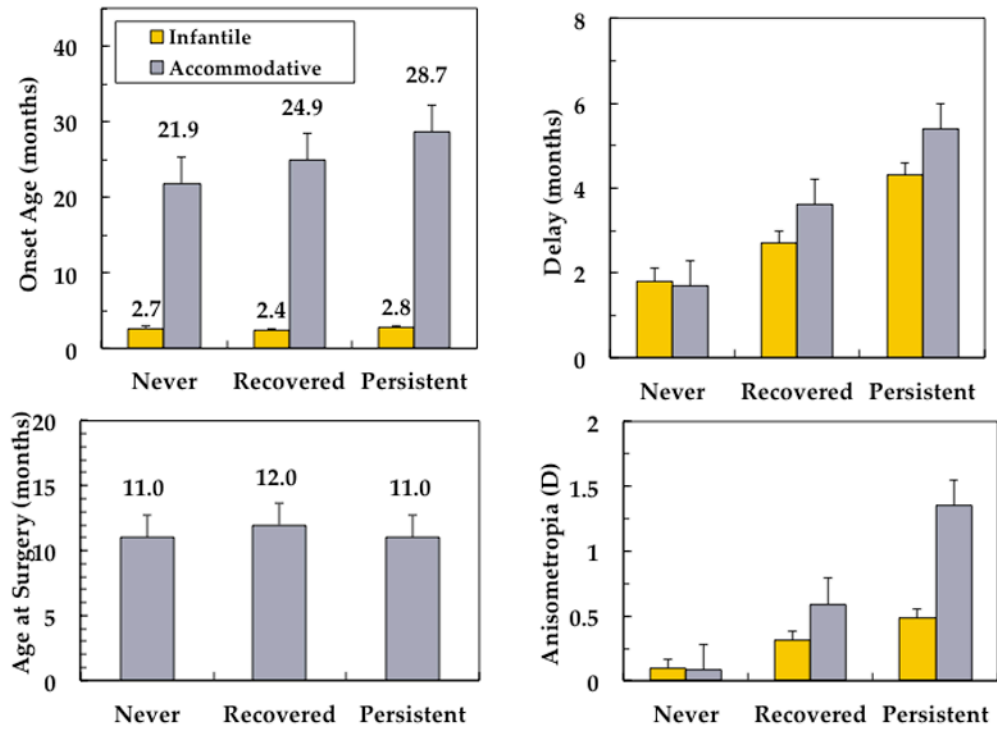 Onset Age (months)
40
30
20
10
0
Infantile
Accommodative
21.9
24.9
28.7
2.7
2.4
2.8
Never Recovered Persistent
Delay (months)
8
6
4
2
0
Never Recovered Persistent
Age at Surgery (months)
20
15
10
5
0
11.0
12.0
11.0
Never Recovered Persistent
Anisometropia (D)
2
1.5
1
0.5
0
Never Recovered Persistent